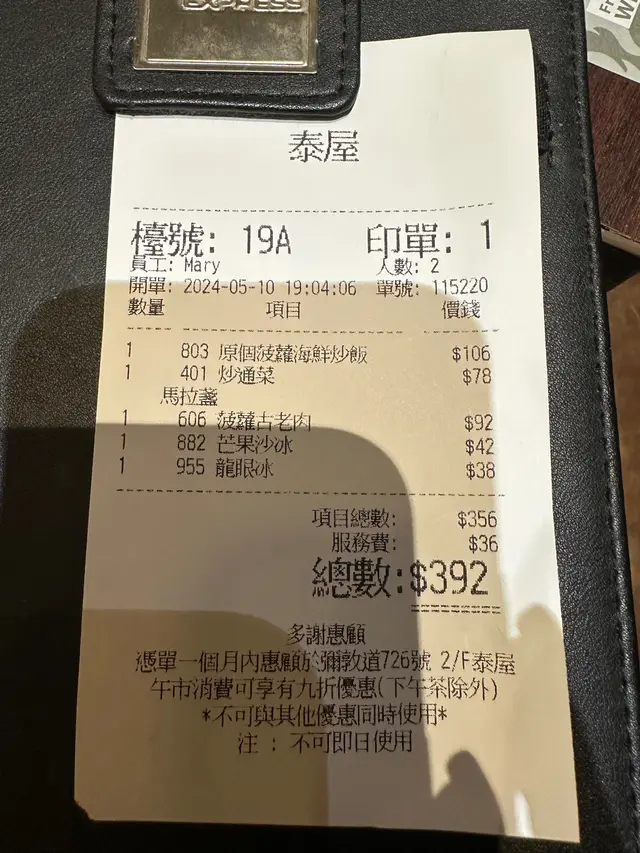 EXPRESS
泰屋
檯號: 19A 印單: 1
員工: Mary 人數: 2
開單: 2024-05-10 19:04:06 單號: 115220
數量 項目 價錢
1 803 原個菠蘿海鮮炒飯 $106
1 401 炒通菜 $78
馬拉盞
1 606 菠蘿古老肉 $92
1 882 芒果沙冰 $42
1 955 龍眼冰 $38
項目總數: $356
服務費: $36
總數:$392
多謝惠顧
憑單一個月內惠顧於彌敦道726號 2/F泰屋
午市消費可享有九折優惠(下午茶除外)
*不可與其他優惠同時使用*
注 : 不可即日使用